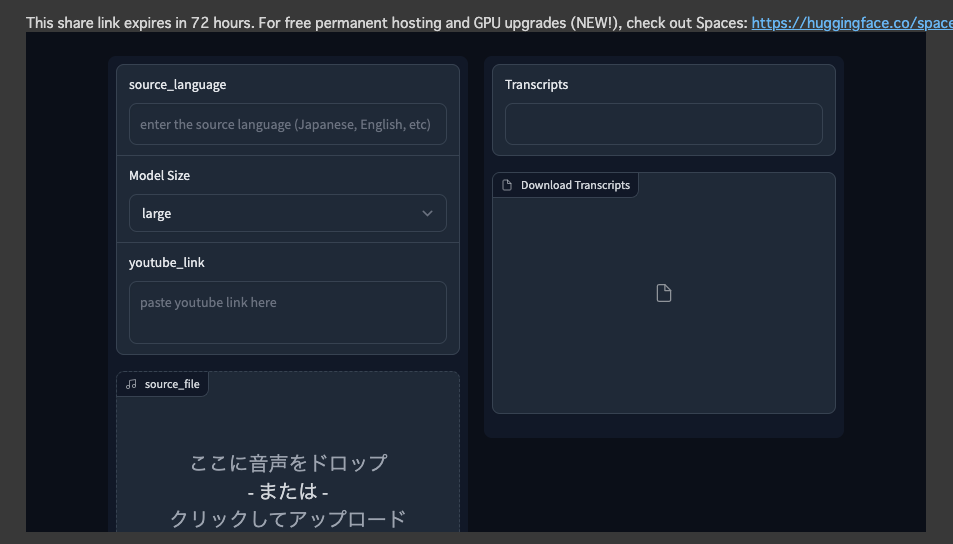 This share link expires in 72 hours. For free permanent hosting and GPU upgrades (NEW!), check out Spaces: https://huggingface.co/space
source_language
enter the source language (Japanese, English, etc)
Model Size
large
youtube_link
paste youtube link here
source_file
ここに音声をドロップ
- または -
クリックしてアップロード
Transcripts
Download Transcripts